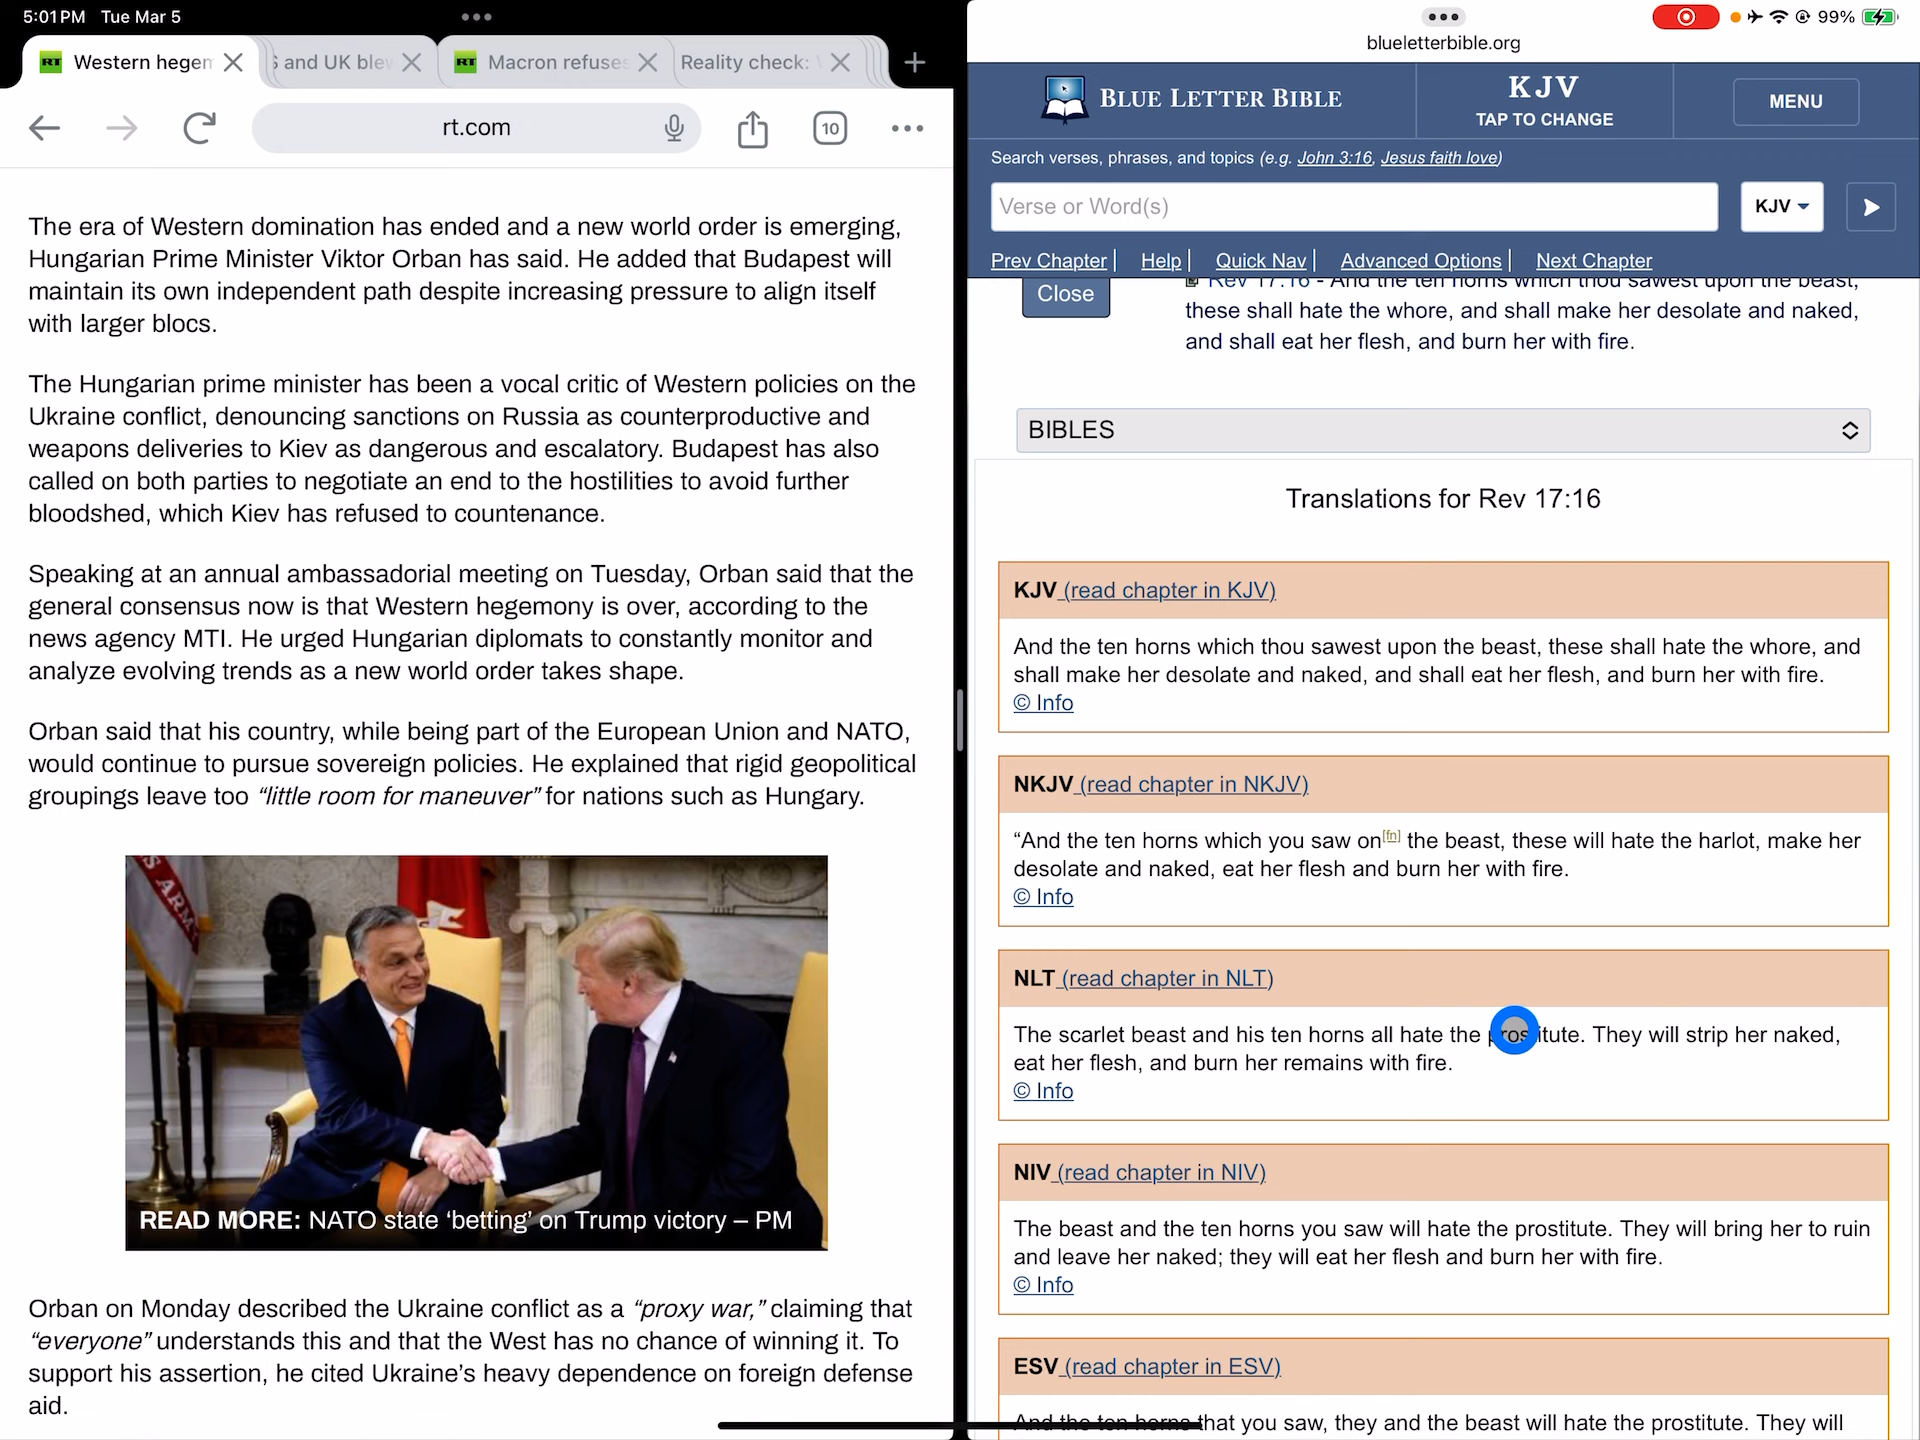 5:01 PM Tue Mar 5
Western hegem
and UK blew
RT Macron refuses
Reality check:
rt.com
10
The era of Western domination has ended and a new world order is emerging,
Hungarian Prime Minister Viktor Orban has said. He added that Budapest will
maintain its own independent path despite increasing pressure to align itself
with larger blocs.
The Hungarian prime minister has been a vocal critic of Western policies on the
Ukraine conflict, denouncing sanctions on Russia as counterproductive and
weapons deliveries to Kiev as dangerous and escalatory. Budapest has also
called on both parties to negotiate an end to the hostilities to avoid further
bloodshed, which Kiev has refused to countenance.
Speaking at an annual ambassadorial meeting on Tuesday, Orban said that the
general consensus now is that Western hegemony is over, according to the
news agency MTI. He urged Hungarian diplomats to constantly monitor and
analyze evolving trends as a new world order takes shape.
Orban said that his country, while being part of the European Union and NATO,
would continue to pursue sovereign policies. He explained that rigid geopolitical
groupings leave too “little room for maneuver” for nations such as Hungary.
READ MORE: NATO state ‘betting’ on Trump victory – PM
Orban on Monday described the Ukraine conflict as a “proxy war,” claiming that
“everyone” understands this and that the West has no chance of winning it. To
support his assertion, he cited Ukraine’s heavy dependence on foreign defense
aid.
99%
blueletterbible.org
BLUE LETTER BIBLE
KJV
TAP TO CHANGE
MENU
Search verses, phrases, and topics (e.g. John 3:16, Jesus faith love)
Verse or Word(s)
KJV
Prev Chapter | Help | Quick Nav | Advanced Options | Next Chapter
Close
Rev 17:16 - And the ten horns which thou sawest upon the beast,
these shall hate the whore, and shall make her desolate and naked,
and shall eat her flesh, and burn her with fire.
BIBLES
Translations for Rev 17:16
KJV (read chapter in KJV)
And the ten horns which thou sawest upon the beast, these shall hate the whore, and
shall make her desolate and naked, and shall eat her flesh, and burn her with fire.
© Info
NKJV (read chapter in NKJV)
“And the ten horns which you saw on[fn] the beast, these will hate the harlot, make her
desolate and naked, eat her flesh and burn her with fire.
© Info
NLT (read chapter in NLT)
The scarlet beast and his ten horns all hate the prostitute. They will strip her naked,
eat her flesh, and burn her remains with fire.
© Info
NIV (read chapter in NIV)
The beast and the ten horns you saw will hate the prostitute. They will bring her to ruin
and leave her naked; they will eat her flesh and burn her with fire.
© Info
ESV (read chapter in ESV)
And the ten horns that you saw, they and the beast will hate the prostitute. They will